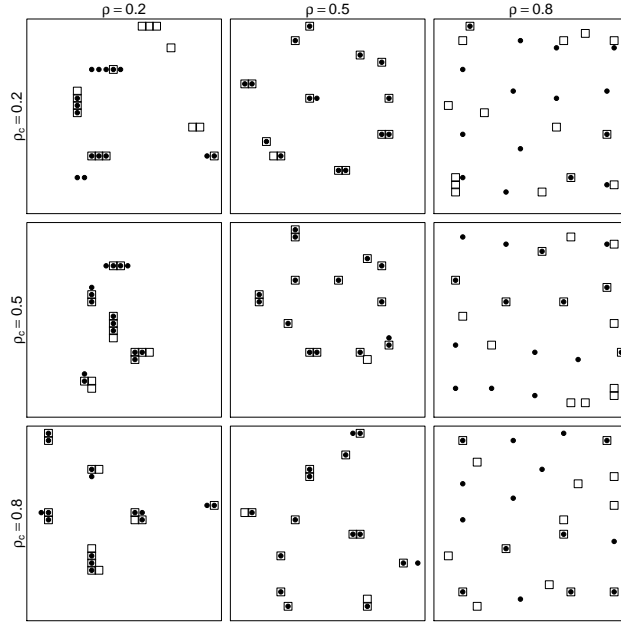 ρ = 0.2
ρ = 0.5
ρ = 0.8
ρc = 0.2
ρc = 0.5
ρc = 0.8